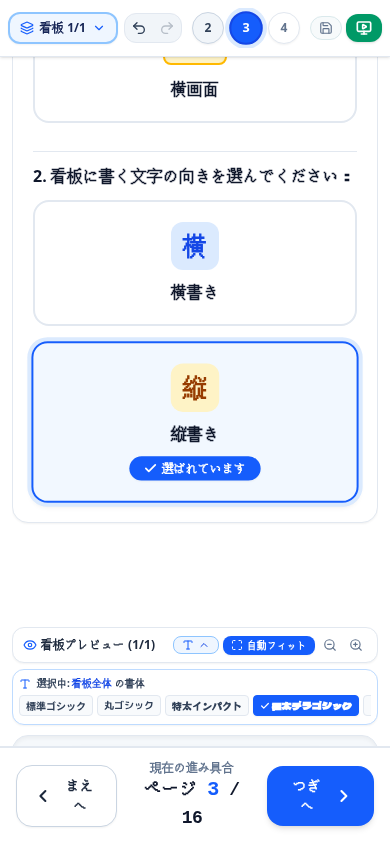 看板 1/1
2
3
4
横画面
2. 看板に書く文字の向きを選んでください：
横
横書き
縦
縦書き
選ばれています
看板プレビュー (1/1)
自動フィット
選択中:看板全体 の書体
標準ゴシック 丸ゴシック 特太インパクト 極太デラゴシック
現在の進み具合
まえ
へ
ページ 3 /
16
つぎ
へ